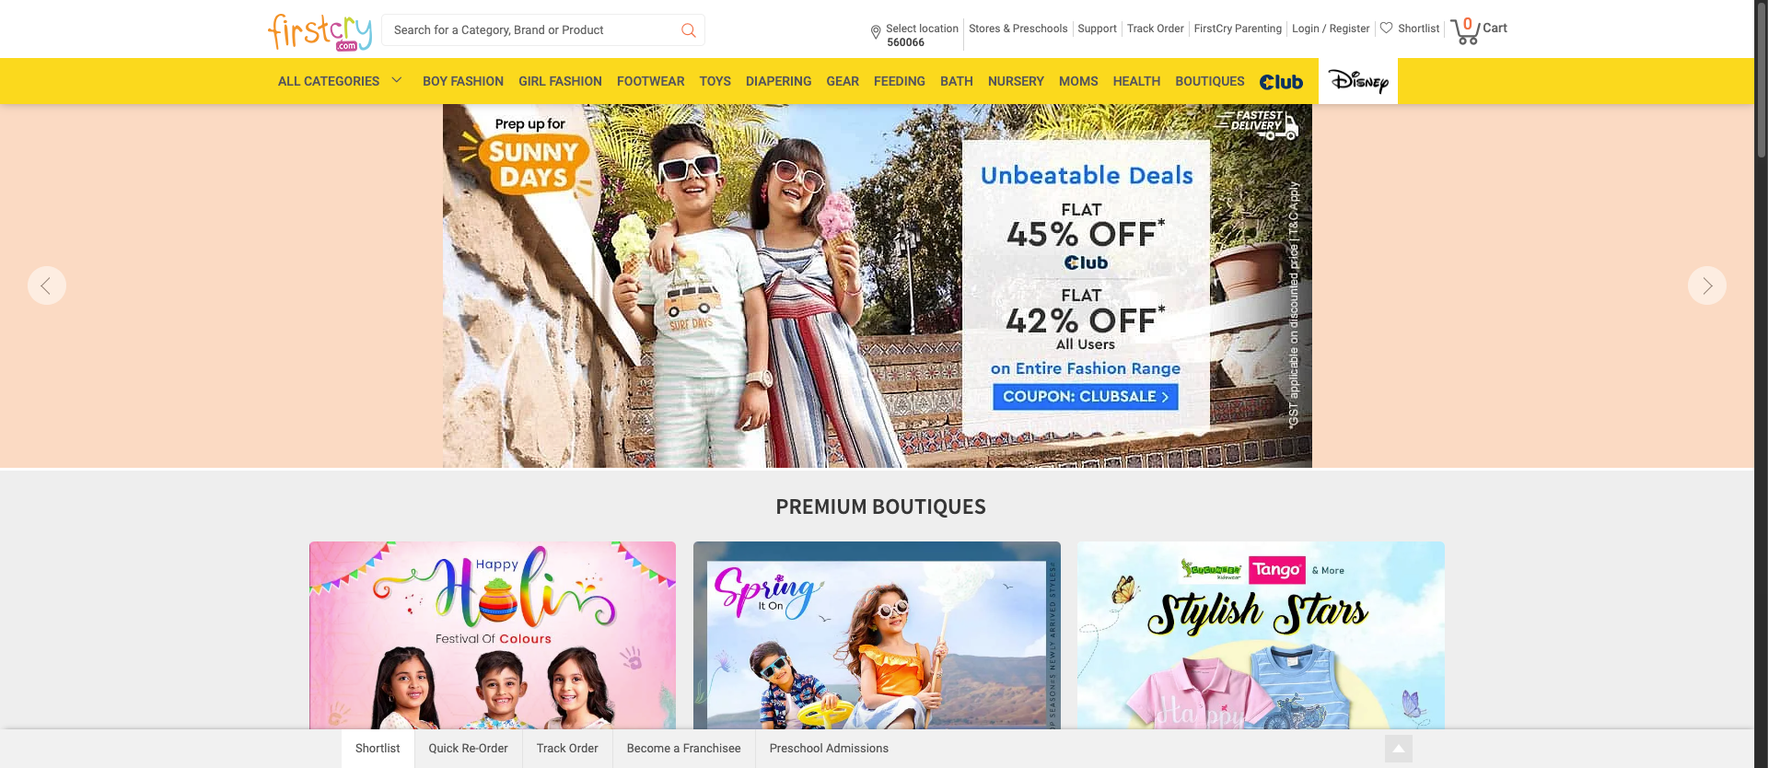 firstcry
.com
Search for a Category, Brand or Product
Select location
560066
Stores & Preschools
Support
Track Order
FirstCry Parenting
Login / Register
Shortlist
0
Cart
ALL CATEGORIES
BOY FASHION
GIRL FASHION
FOOTWEAR
TOYS
DIAPERING
GEAR
FEEDING
BATH
NURSERY
MOMS
HEALTH
BOUTIQUES
Club
Disney
Prep up for
SUNNY
DAYS
SURF DAYS
FASTEST
DELIVERY
Unbeatable Deals
FLAT
45% OFF*
Club
FLAT
42% OFF*
All Users
on Entire Fashion Range
COUPON: CLUBSALE >
*GST applicable on discounted price | T&C Apply
PREMIUM BOUTIQUES
Happy
Holi
Festival Of Colours
Spring
It On
NEWLY ARRIVED STYLES
Cucumber
Kidswear
Tango
& More
Stylish Stars
Happy
Shortlist
Quick Re-Order
Track Order
Become a Franchisee
Preschool Admissions